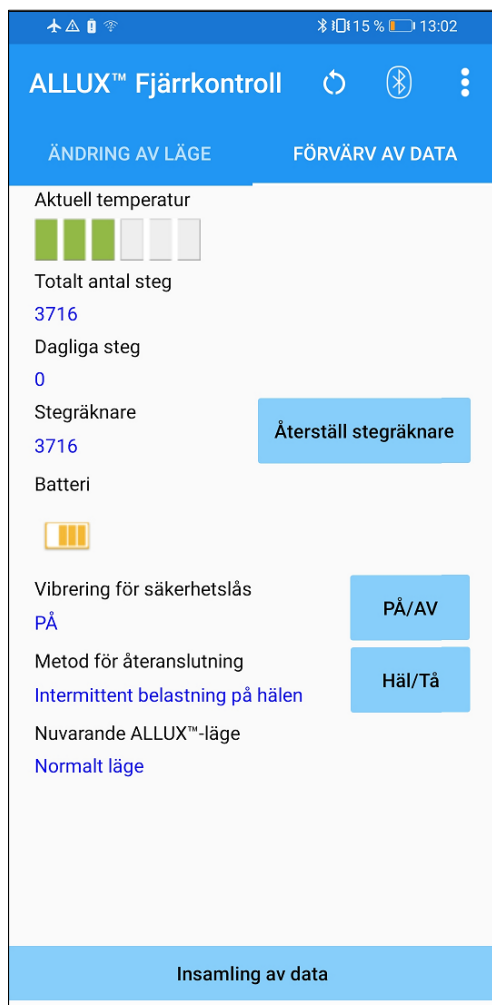 15 % 13:02
ALLUX™ Fjärrkontroll
ÄNDRING AV LÄGE FÖRVÄRV AV DATA
Aktuell temperatur
Totalt antal steg
3716
Dagliga steg
0
Stegräknare
3716
Återställ stegräknare
Batteri
Vibrering för säkerhetslås
PÅ
PÅ/AV
Metod för återanslutning
Intermittent belastning på hälen
Häl/Tå
Nuvarande ALLUX™-läge
Normalt läge
Insamling av data